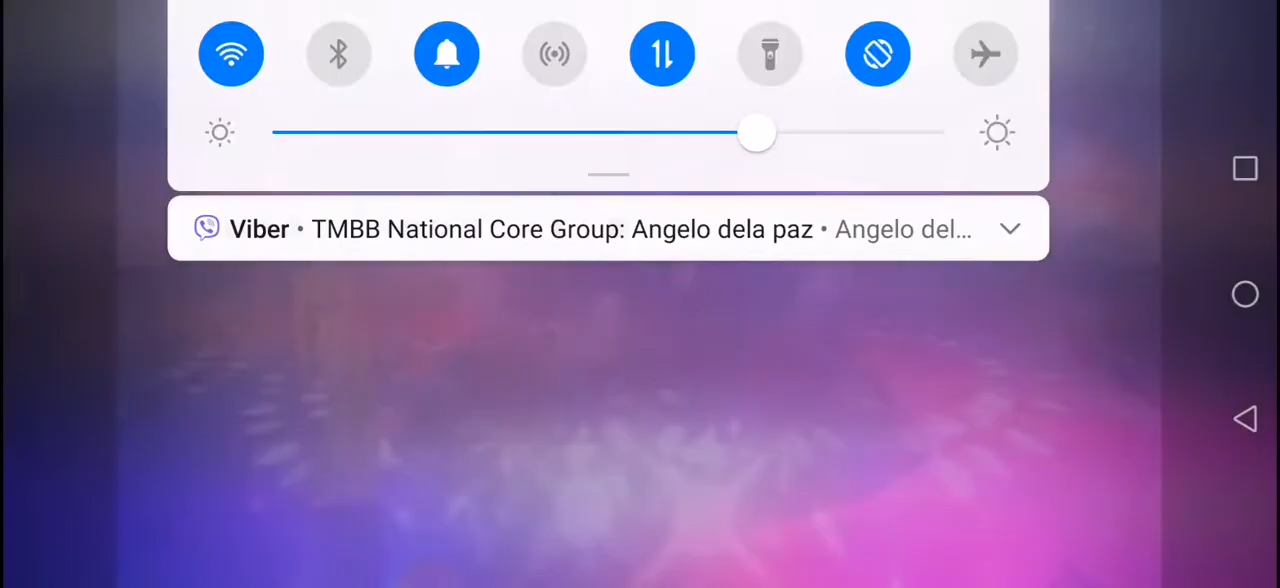 Viber • TMBB National Core Group: Angelo dela paz • Angelo del...